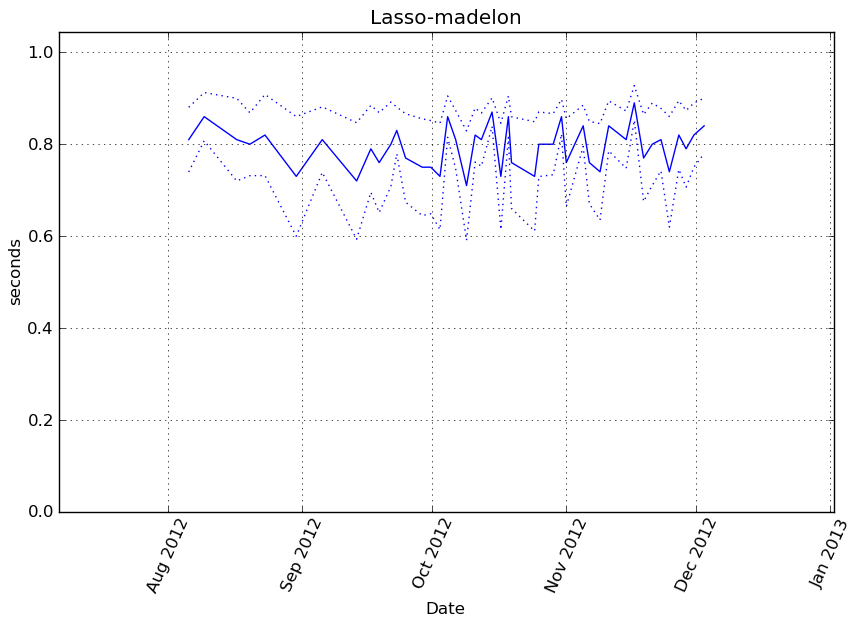 Lasso-madelon
1.0
0.8
0.6
0.4
0.2
0.0
seconds
Aug 2012
Sep 2012
Oct 2012
Nov 2012
Dec 2012
Jan 2013
Date